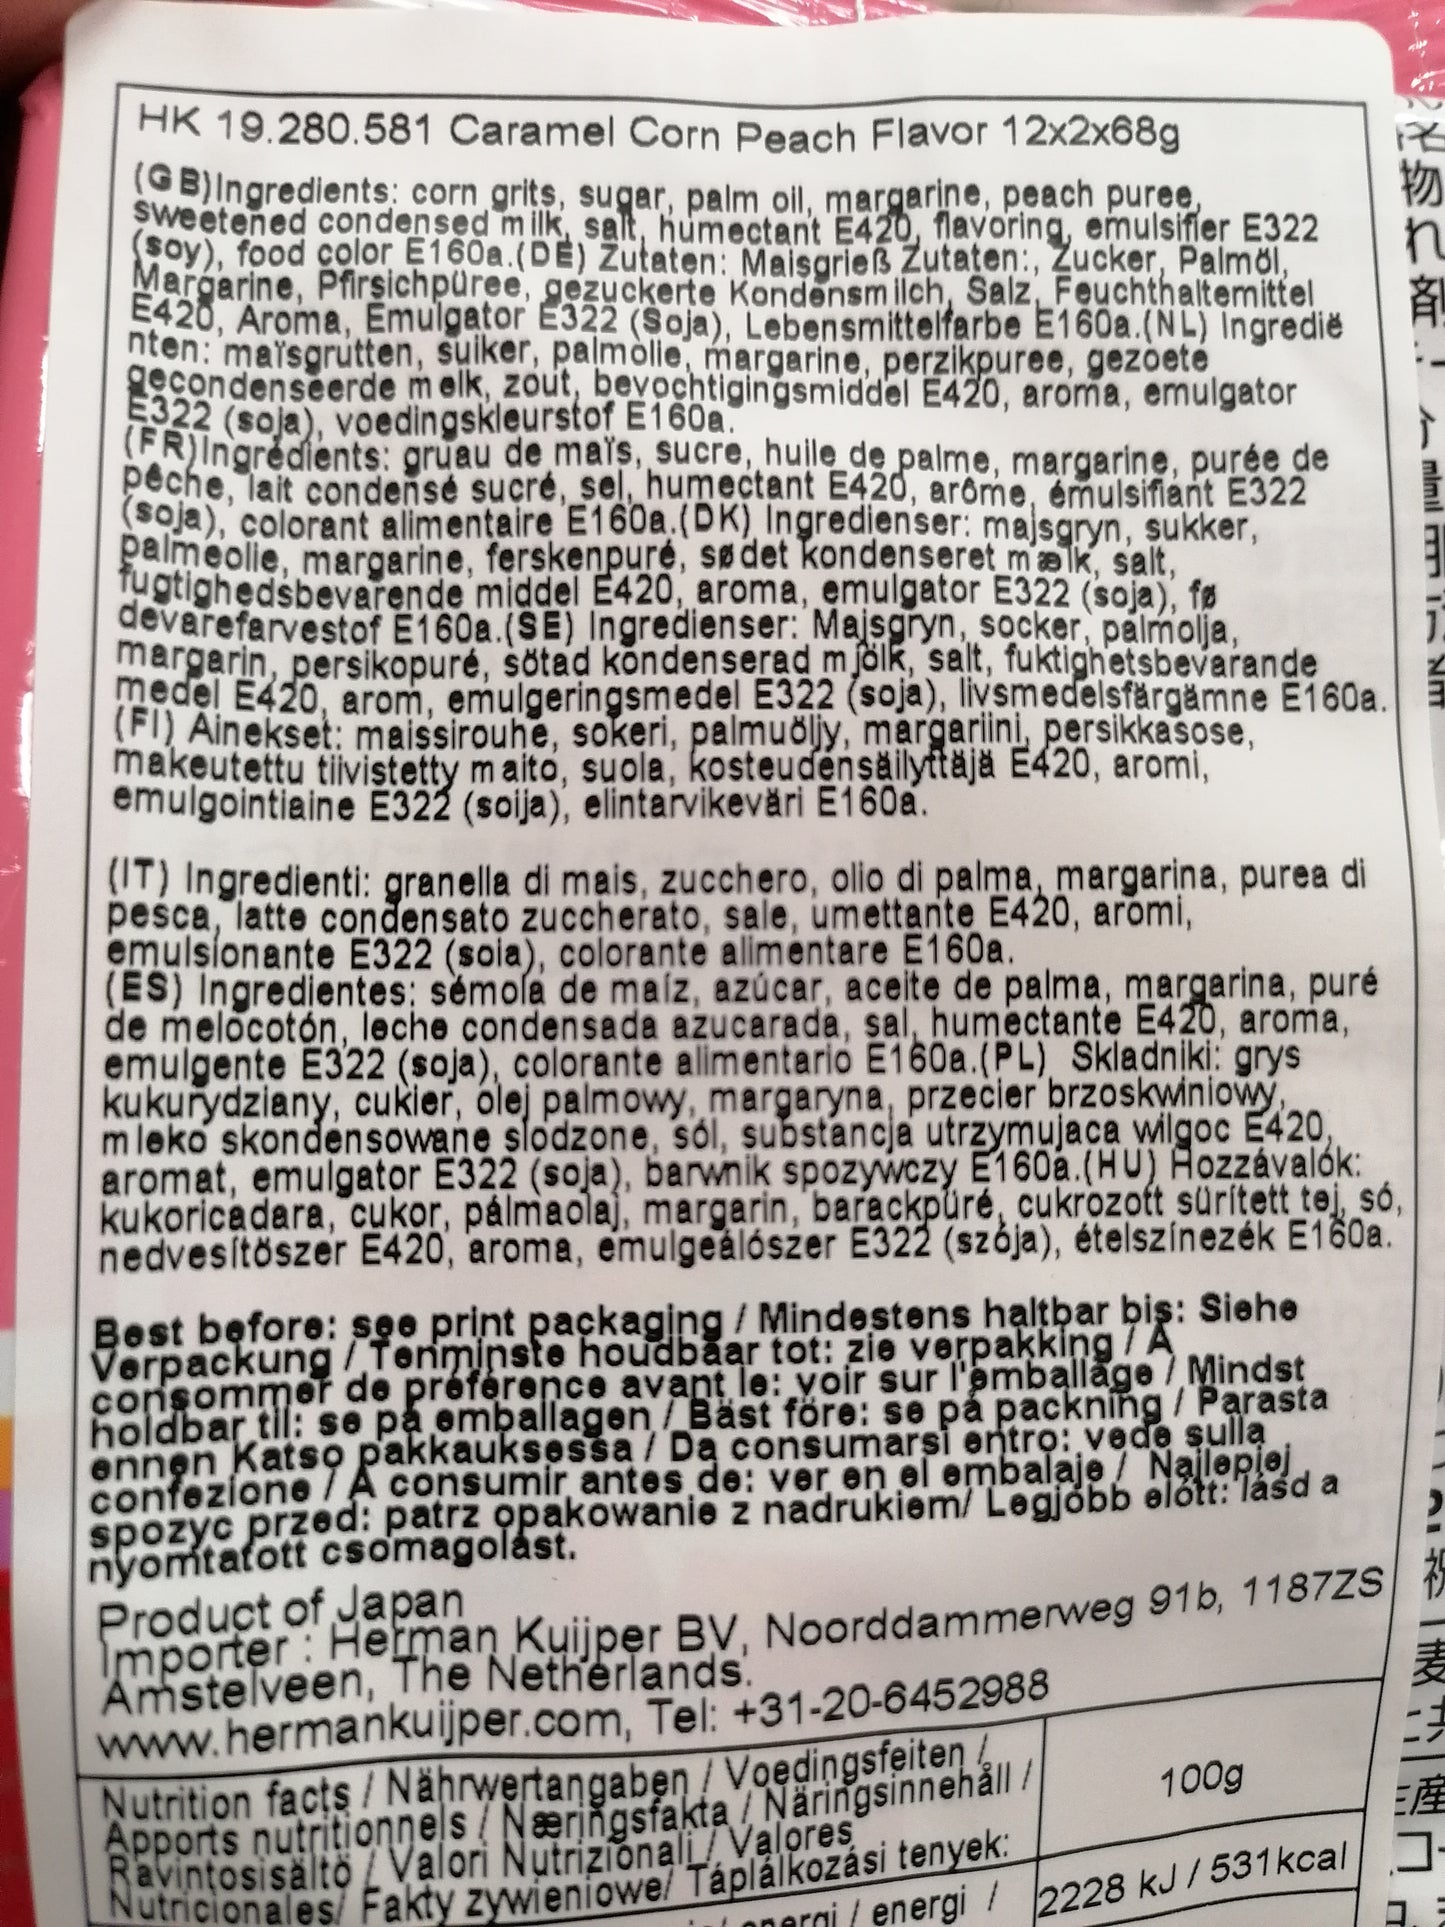 HK 19.280.581 Caramel Corn Peach Flavor 12x2x68g
(GB)Ingredients: corn grits, sugar, palm oil, margarine, peach puree,
sweetened condensed milk, salt, humectant E420, flavoring, emulsifier E322
(soy), food color E160a.(DE) Zutaten: Maisgrieß Zutaten:, Zucker, Palmöl,
Margarine, Pfirsichpüree, gezuckerte Kondensmilch, Salz, Feuchthaltemittel
E420, Aroma, Emulgator E322 (Soja), Lebensmittelfarbe E160a.(NL) Ingredië
nten: maïsgrutten, suiker, palmolie, margarine, perzikpuree, gezoete
gecondenseerde melk, zout, bevochtigingsmiddel E420, aroma, emulgator
E322 (soja), voedingskleurstof E160a.
(FR)Ingrédients: gruau de maïs, sucre, huile de palme, margarine, purée de
pêche, lait condensé sucré, sel, humectant E420, arôme, émulsifiant E322
(soja), colorant alimentaire E160a.(DK) Ingredienser: majsgryn, sukker,
palmeolie, margarine, ferskenpuré, sødet kondenseret mælk, salt,
fugtighedsbevarende middel E420, aroma, emulgator E322 (soja), fø
devarefarvestof E160a.(SE) Ingredienser: Majsgryn, socker, palmolja,
margarin, persikopuré, sötad kondenserad mjölk, salt, fuktighetsbevarande
medel E420, arom, emulgeringsmedel E322 (soja), livsmedelsfärgämne E160a.
(FI) Ainekset: maissirouhe, sokeri, palmuöljy, margariini, persikkasose,
makeutettu tiivistetty maito, suola, kosteudensäilyttäjä E420, aromi,
emulgointiaine E322 (soija), elintarvikeväri E160a.
(IT) Ingredienti: granella di mais, zucchero, olio di palma, margarina, purea di
pesca, latte condensato zuccherato, sale, umettante E420, aromi,
emulsionante E322 (soia), colorante alimentare E160a.
(ES) Ingredientes: sémola de maíz, azúcar, aceite de palma, margarina, puré
de melocotón, leche condensada azucarada, sal, humectante E420, aroma,
emulgente E322 (soja), colorante alimentario E160a.(PL) Skladniki: grys
kukurydziany, cukier, olej palmowy, margaryna, przecier brzoskwiniowy,
mleko skondensowane slodzone, sól, substancja utrzymujaca wilgoc E420,
aromat, emulgator E322 (soja), barwnik spozywczy E160a.(HU) Hozzávalók:
kukoricadara, cukor, pálmaolaj, margarin, barackpüré, cukrozott sürített tej, só,
nedvesítöszer E420, aroma, emulgeálószer E322 (szója), ételszínezék E160a.
Best before: see print packaging / Mindestens haltbar bis: Siehe
Verpackung / Tenminste houdbaar tot: zie verpakking / A
consommer de préférence avant le: voir sur l'emballage / Mindst
holdbar til: se på emballagen / Bäst före: se på packning / Parasta
ennen Katso pakkauksessa / Da consumarsi entro: vede sulla
confezione / A consumir antes de: ver en el embalaje / Najlepiej
spozyc przed: patrz opakowanie z nadrukiem/ Legjobb elött: lásd a
nyomtatott csomagolást.
Product of Japan
Importer : Herman Kuijper BV, Noorddammerweg 91b, 1187ZS
Amstelveen, The Netherlands.
www.hermankuijper.com, Tel: +31-20-6452988
Nutrition facts / Nährwertangaben / Voedingsfeiten /
Apports nutritionnels / Næringsfakta / Näringsinnehåll /
Ravintosisältö / Valori Nutrizionali / Valores
Nutricionales/ Fakty zywieniowe/ Táplálkozási tenyek:
100g
energi / energi /
2228 kJ / 531kcal